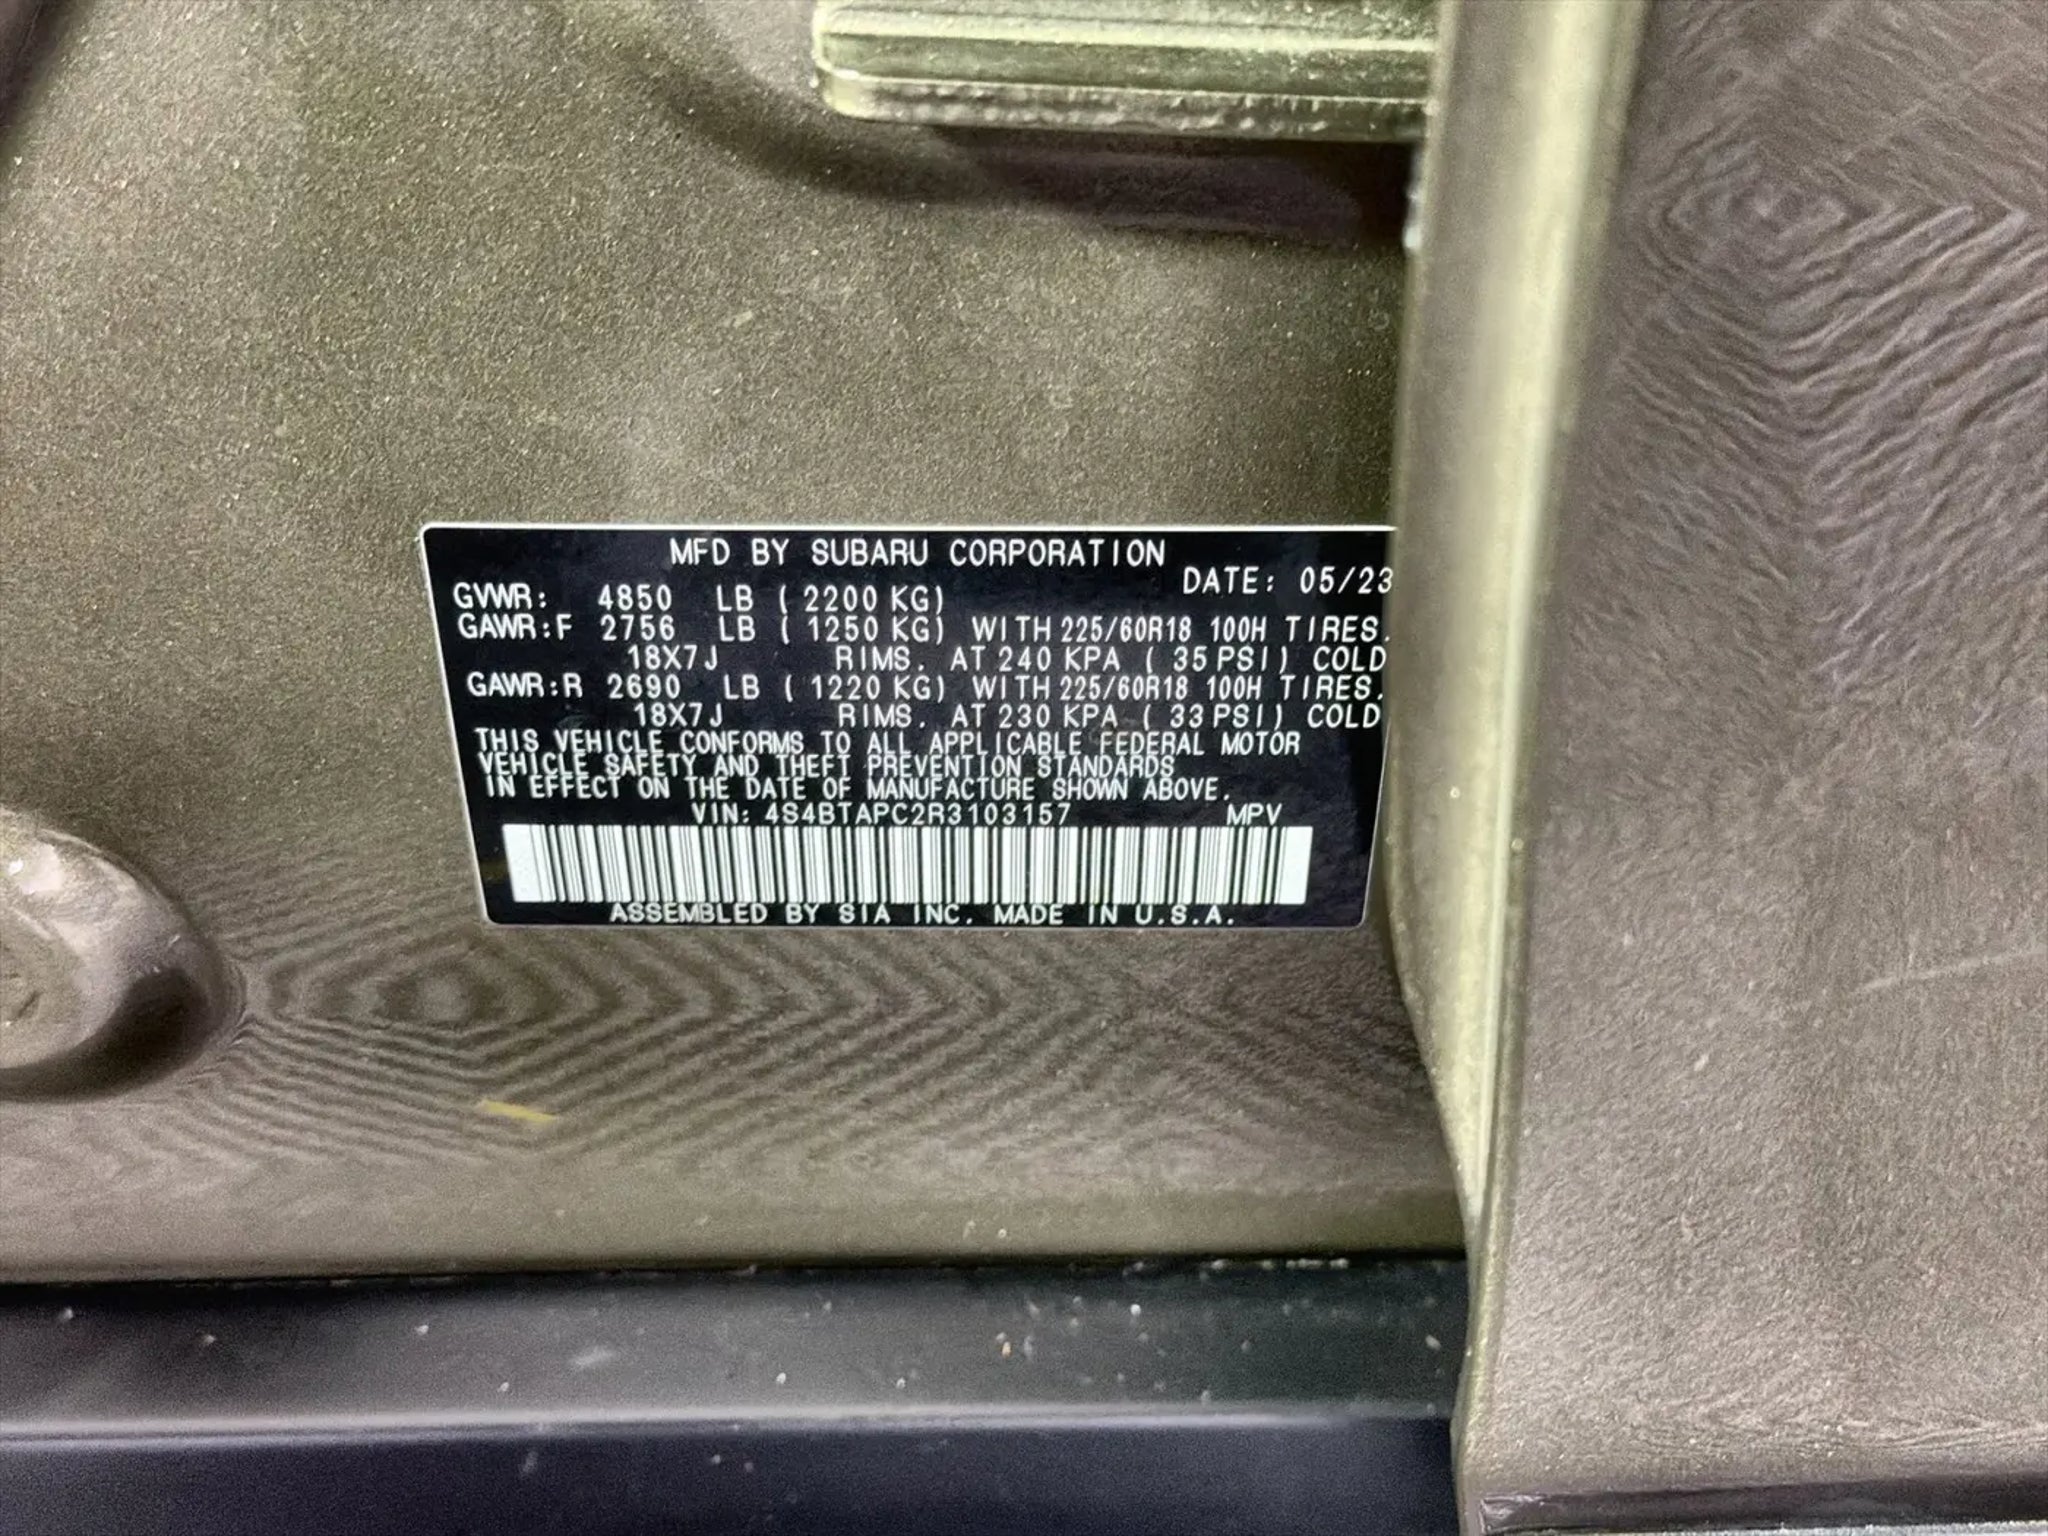 MFD BY SUBARU CORPORATION
DATE: 05/23
GVWR: 4850 LB ( 2200 KG)
GAWR:F 2756 LB ( 1250 KG) WITH 225/60R18 100H TIRES.
18X7J RIMS. AT 240 KPA ( 35 PSI) COLD
GAWR:R 2690 LB ( 1220 KG) WITH 225/60R18 100H TIRES.
18X7J RIMS. AT 230 KPA ( 33 PSI) COLD
THIS VEHICLE CONFORMS TO ALL APPLICABLE FEDERAL MOTOR
VEHICLE SAFETY AND THEFT PREVENTION STANDARDS
IN EFFECT ON THE DATE OF MANUFACTURE SHOWN ABOVE.
VIN: 4S4BTAPC2R3103157 MPV
ASSEMBLED BY SIA INC. MADE IN U.S.A.